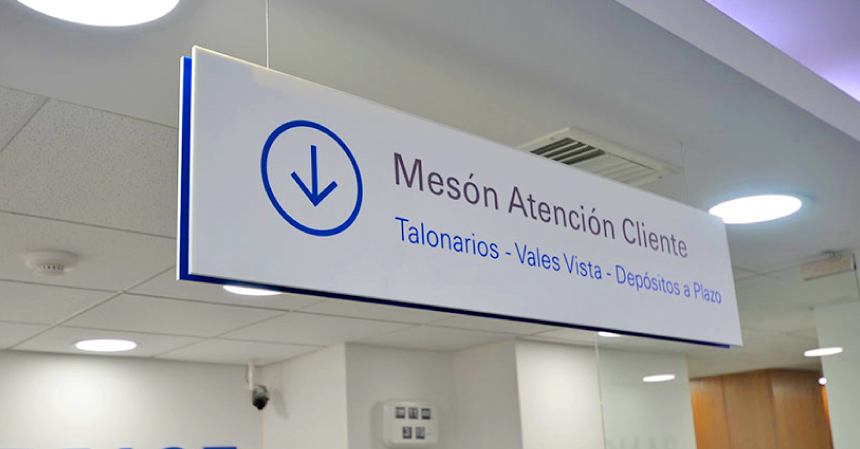 Mesón Atención Cliente
Talonarios - Vales Vista - Depósitos a Plazo